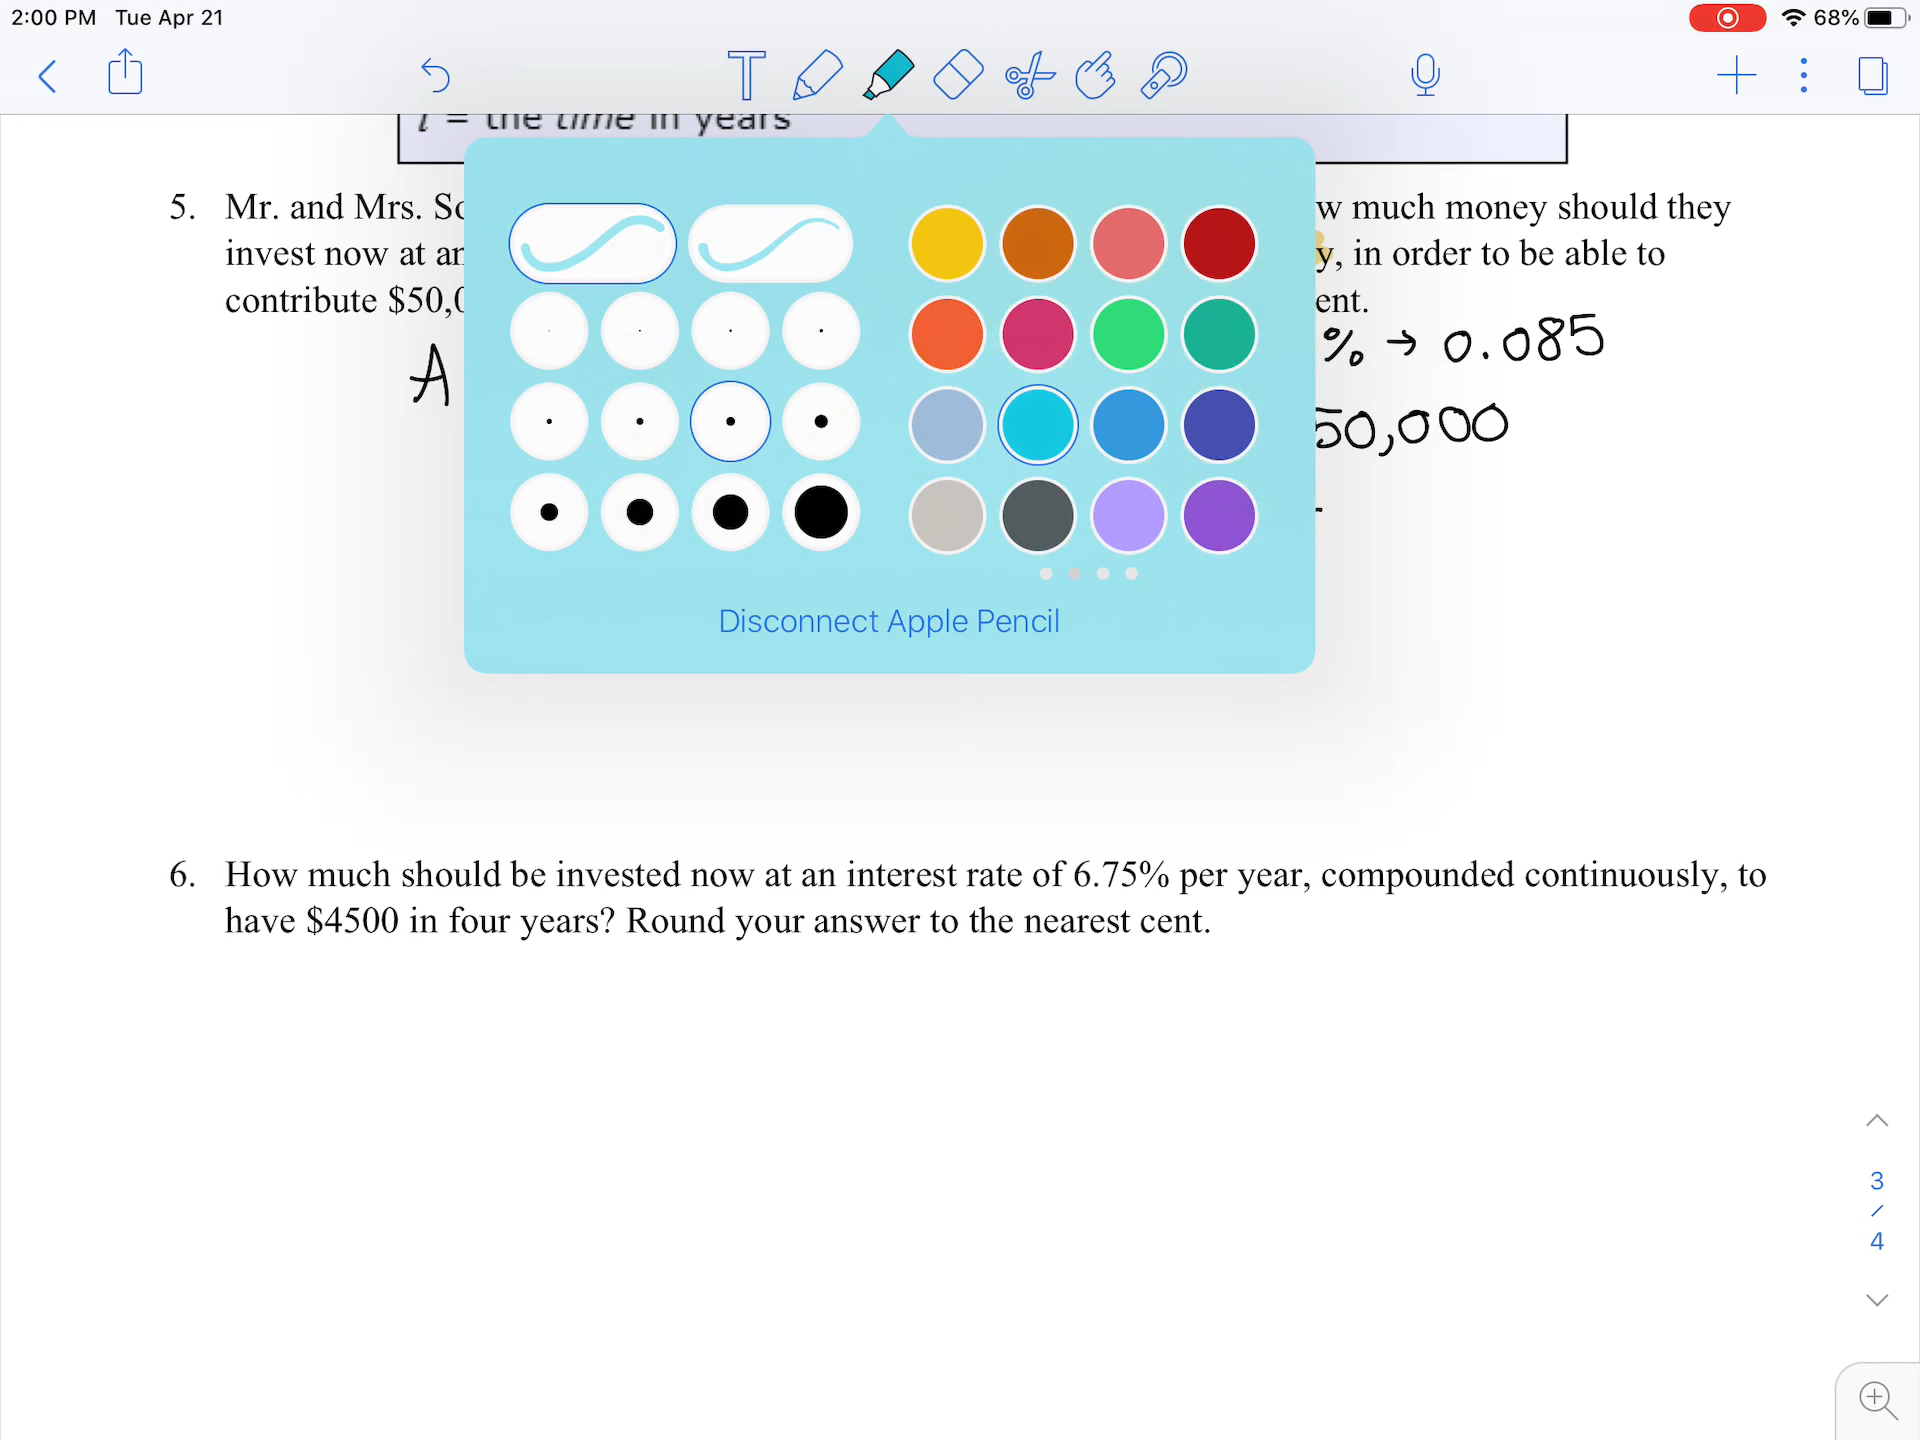 2:00 PM Tue Apr 21
68%
T
t = the time in years
5. Mr. and Mrs. So
w much money should they
invest now at an
y, in order to be able to
contribute $50,0
ent.
A
% → 0.085
50,000
Disconnect Apple Pencil
6. How much should be invested now at an interest rate of 6.75% per year, compounded continuously, to
have $4500 in four years? Round your answer to the nearest cent.
3
/
4